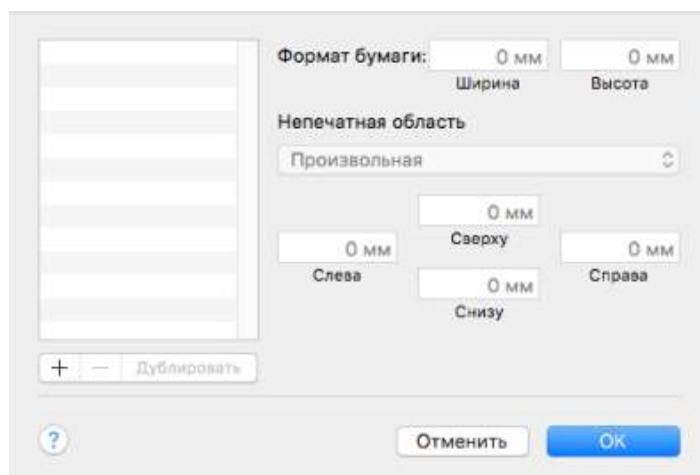 Формат бумаги: 0 мм 0 мм
Ширина Высота
Непечатная область
Произвольная
0 мм
Сверху
0 мм 0 мм
Слева Справа
0 мм
Снизу
+ − Дублировать
? Отменить OK